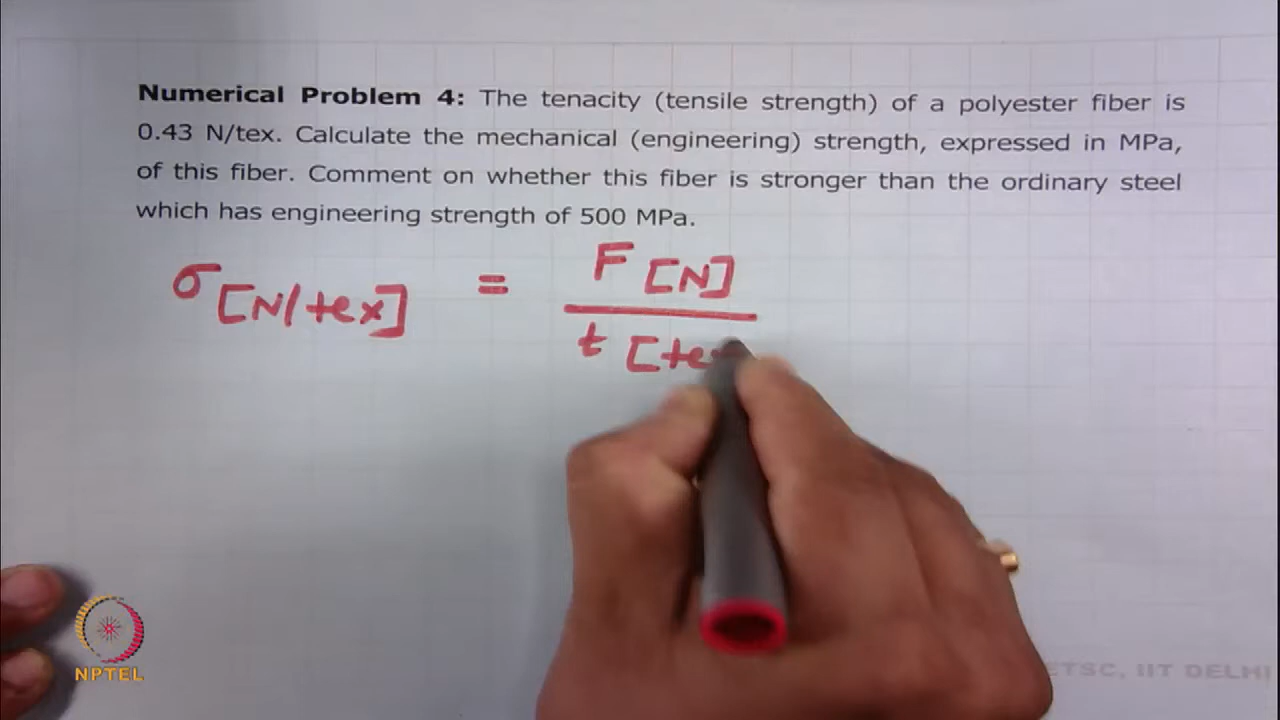 Numerical Problem 4: The tenacity (tensile strength) of a polyester fiber is
0.43 N/tex. Calculate the mechanical (engineering) strength, expressed in MPa,
of this fiber. Comment on whether this fiber is stronger than the ordinary steel
which has engineering strength of 500 MPa.
σ [N/tex] = F [N]
t [tex
NPTEL
ETSC, IIT DELHI